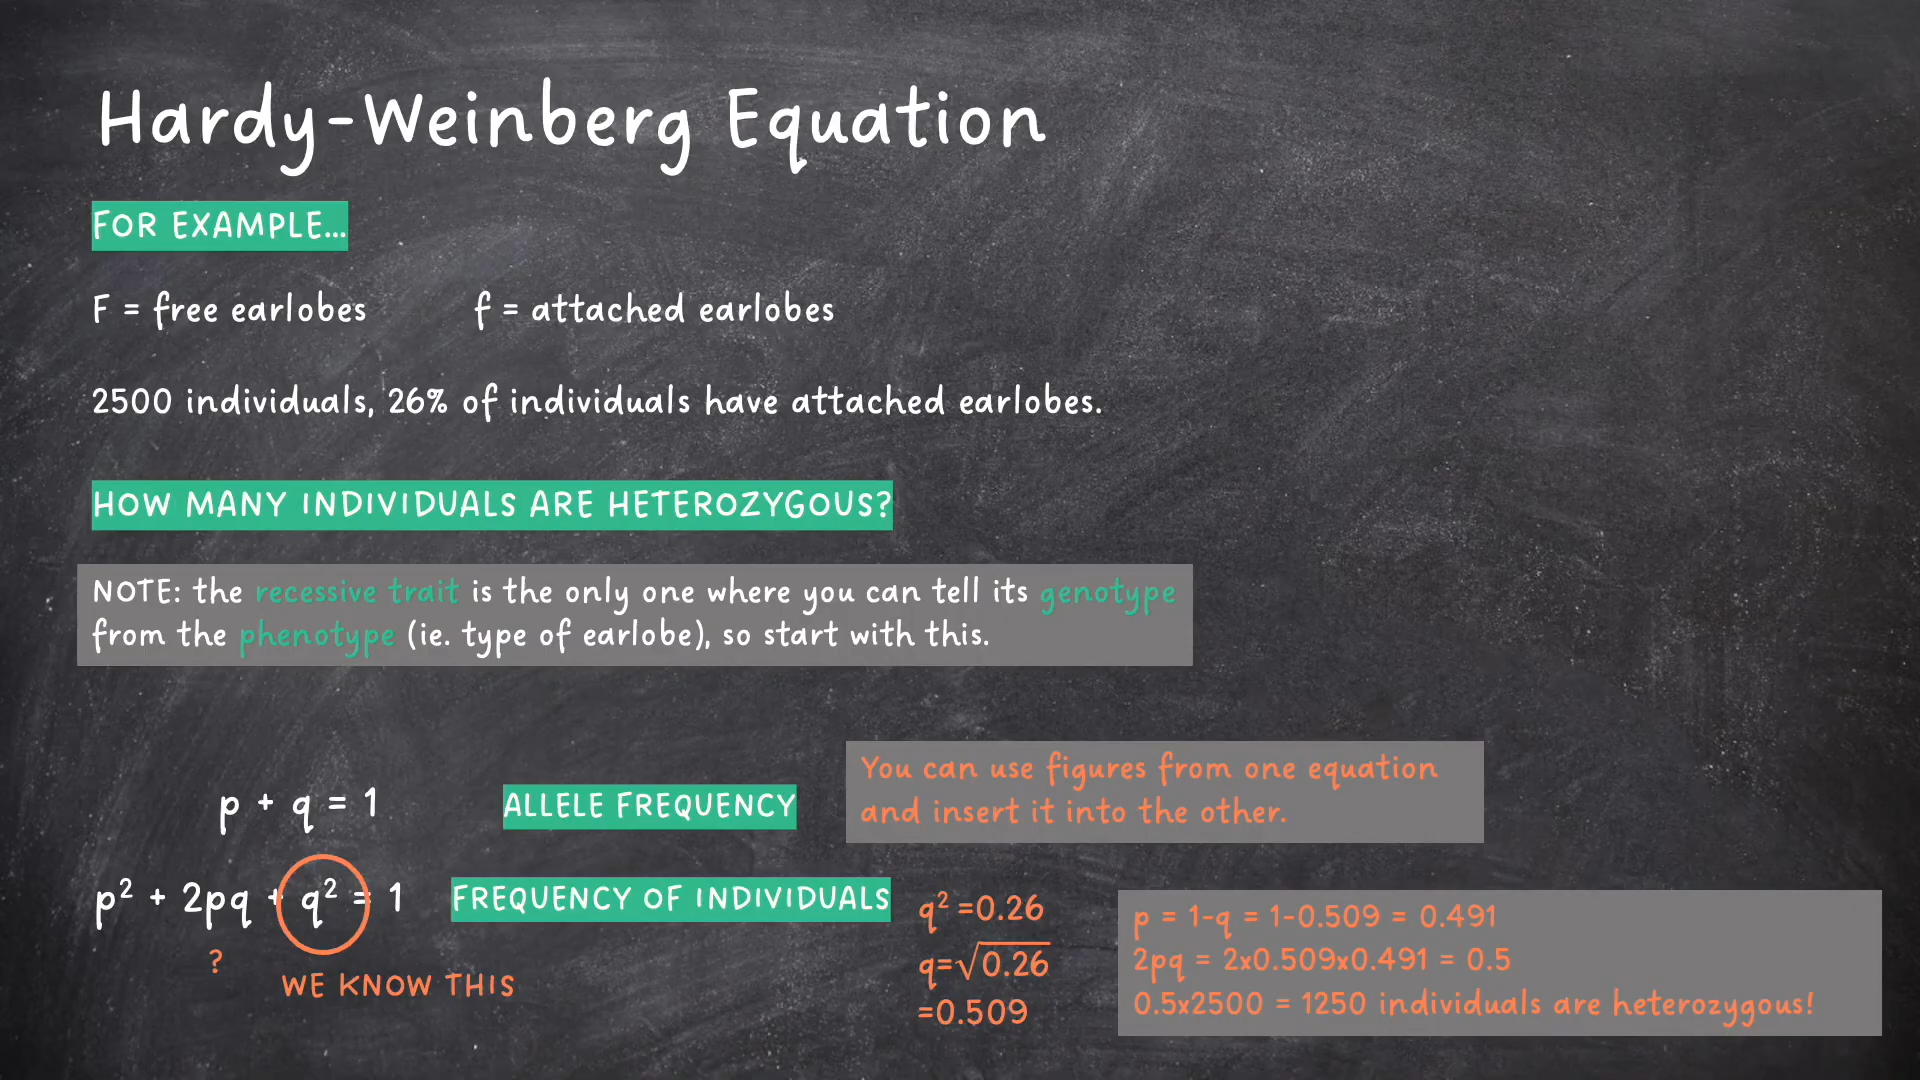 Hardy-Weinberg Equation
FOR EXAMPLE...
F = free earlobes f = attached earlobes
2500 individuals, 26% of individuals have attached earlobes.
HOW MANY INDIVIDUALS ARE HETEROZYGOUS?
NOTE: the recessive trait is the only one where you can tell its genotype
from the phenotype (ie. type of earlobe), so start with this.
You can use figures from one equation
and insert it into the other.
p + q = 1 ALLELE FREQUENCY
p² + 2pq + q² = 1 FREQUENCY OF INDIVIDUALS
?
WE KNOW THIS
q² =0.26
q=√0.26
=0.509
p = 1-q = 1-0.509 = 0.491
2pq = 2x0.509x0.491 = 0.5
0.5x2500 = 1250 individuals are heterozygous!